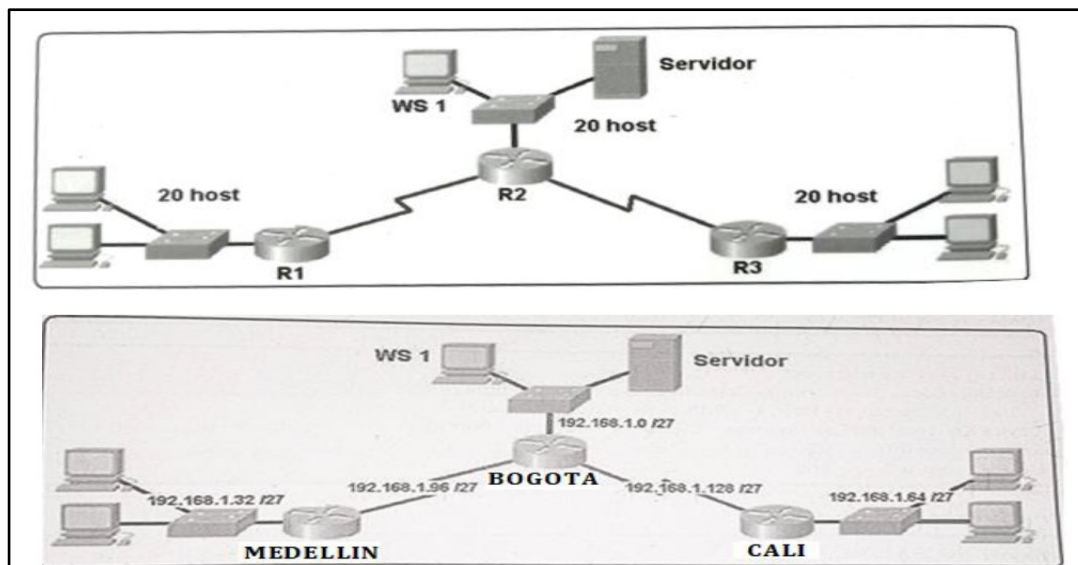 Servidor
WS 1
20 host
R2
20 host
20 host
R1
R3
WS 1
Servidor
192.168.1.0 /27
BOGOTA
192.168.1.32 /27
192.168.1.96 /27
192.168.1.128 /27
192.168.1.64 /27
MEDELLIN
CALI